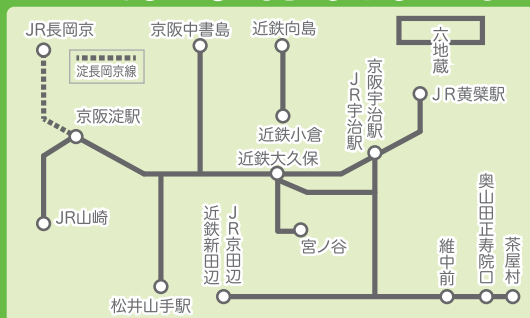 JR長岡京
京阪中書島
近鉄向島
六地蔵
淀長岡京線
京阪宇治駅
JR宇治駅
JR黄檗駅
京阪淀駅
近鉄小倉
近鉄大久保
JR山崎
近鉄新田辺
JR京田辺
宮ノ谷
奥山田正寿院口
茶屋村
維中前
松井山手駅